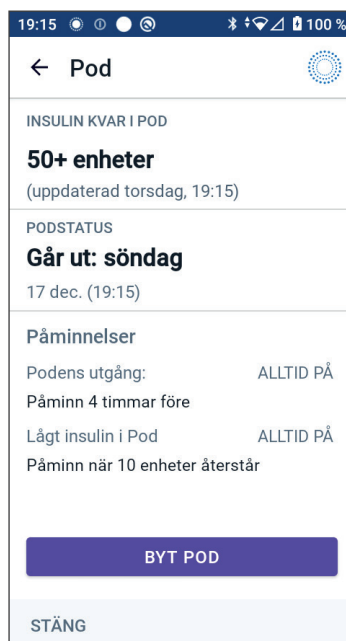 19:15 100 %
Pod
INSULIN KVAR I POD
50+ enheter
(uppdaterad torsdag, 19:15)
PODSTATUS
Går ut: söndag
17 dec. (19:15)
Påminnelser
Podens utgång: ALLTID PÅ
Påminn 4 timmar före
Lågt insulin i Pod ALLTID PÅ
Påminn när 10 enheter återstår
BYT POD
STÄNG